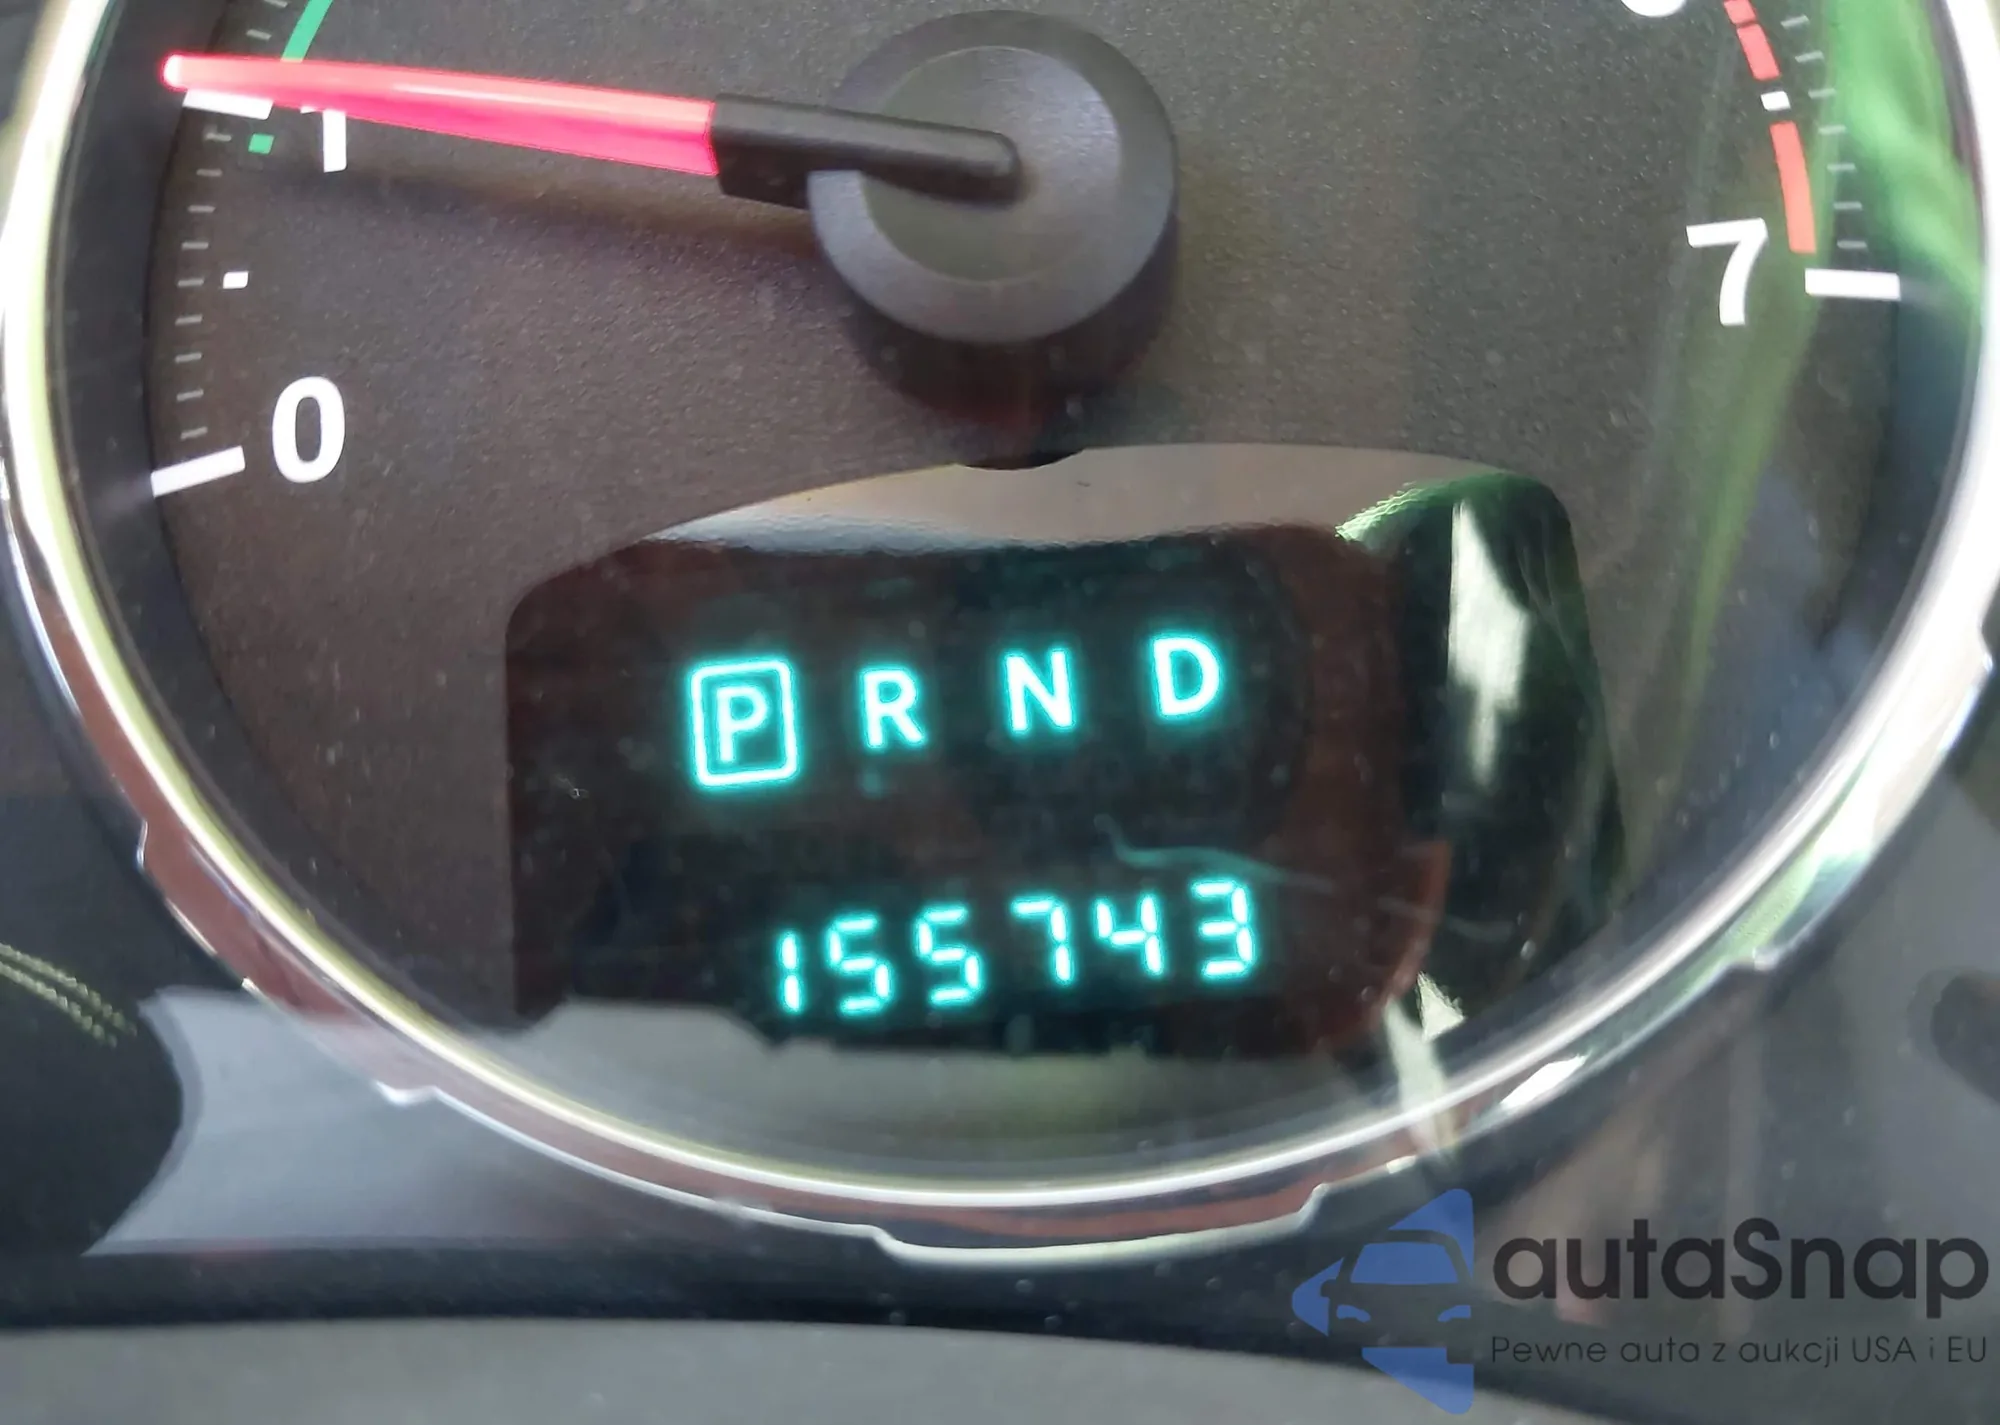 1
7
0
P R N D
155743
autaSnap
Pewne auta z aukcji USA i EU